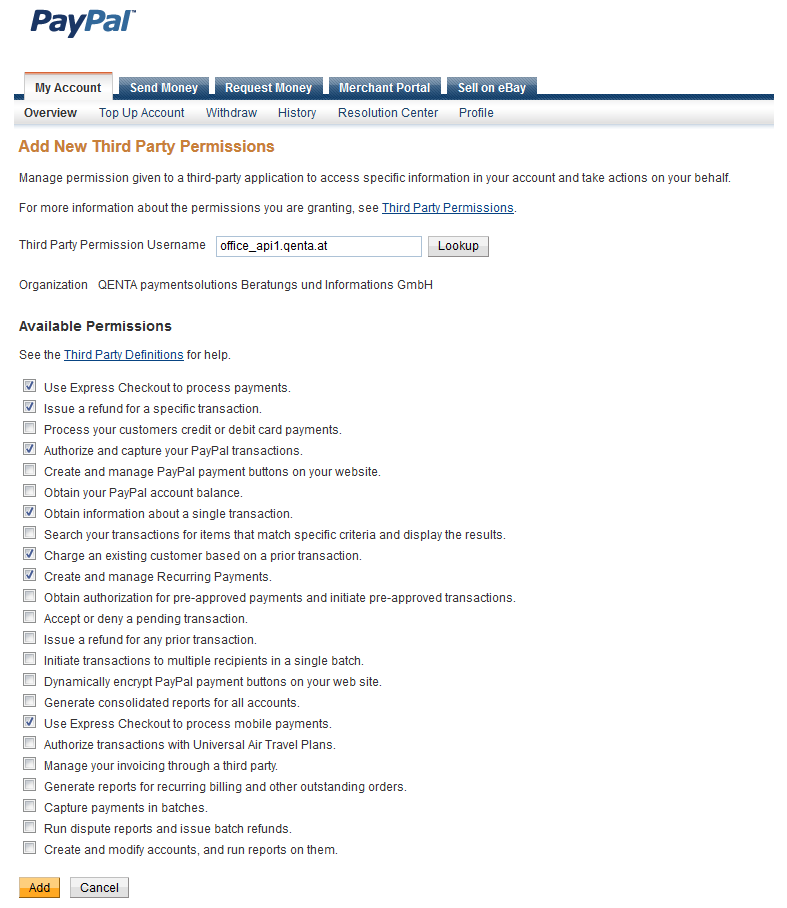 PayPal™
My Account Send Money Request Money Merchant Portal Sell on eBay
Overview Top Up Account Withdraw History Resolution Center Profile
Add New Third Party Permissions
Manage permission given to a third-party application to access specific information in your account and take actions on your behalf.
For more information about the permissions you are granting, see Third Party Permissions.
Third Party Permission Username office_api1.qenta.at Lookup
Organization QENTA paymentsolutions Beratungs und Informations GmbH
Available Permissions
See the Third Party Definitions for help.
Use Express Checkout to process payments.
Issue a refund for a specific transaction.
Process your customers credit or debit card payments.
Authorize and capture your PayPal transactions.
Create and manage PayPal payment buttons on your website.
Obtain your PayPal account balance.
Obtain information about a single transaction.
Search your transactions for items that match specific criteria and display the results.
Charge an existing customer based on a prior transaction.
Create and manage Recurring Payments.
Obtain authorization for pre-approved payments and initiate pre-approved transactions.
Accept or deny a pending transaction.
Issue a refund for any prior transaction.
Initiate transactions to multiple recipients in a single batch.
Dynamically encrypt PayPal payment buttons on your web site.
Generate consolidated reports for all accounts.
Use Express Checkout to process mobile payments.
Authorize transactions with Universal Air Travel Plans.
Manage your invoicing through a third party.
Generate reports for recurring billing and other outstanding orders.
Capture payments in batches.
Run dispute reports and issue batch refunds.
Create and modify accounts, and run reports on them.
Add Cancel